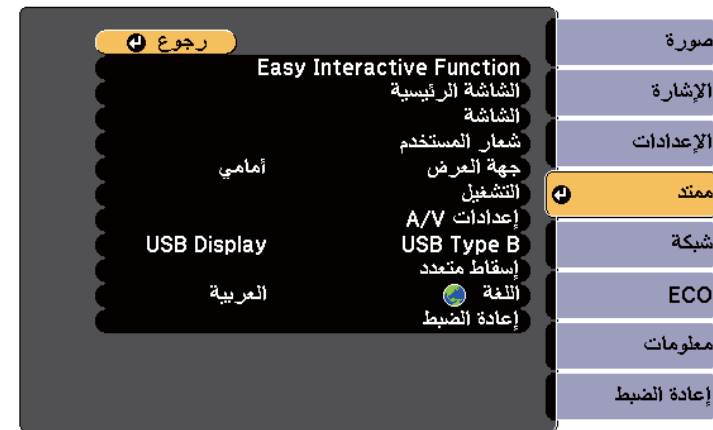 صورة
الإشارة
الإعدادات
ممتد
شبكة
ECO
معلومات
إعادة الضبط
رجوع
Easy Interactive Function
الشاشة الرئيسية
الشاشة
شعار المستخدم
جهة العرض أمامي
التشغيل
إعدادات A/V
USB Type B USB Display
إسقاط متعدد
اللغة العربية
إعادة الضبط